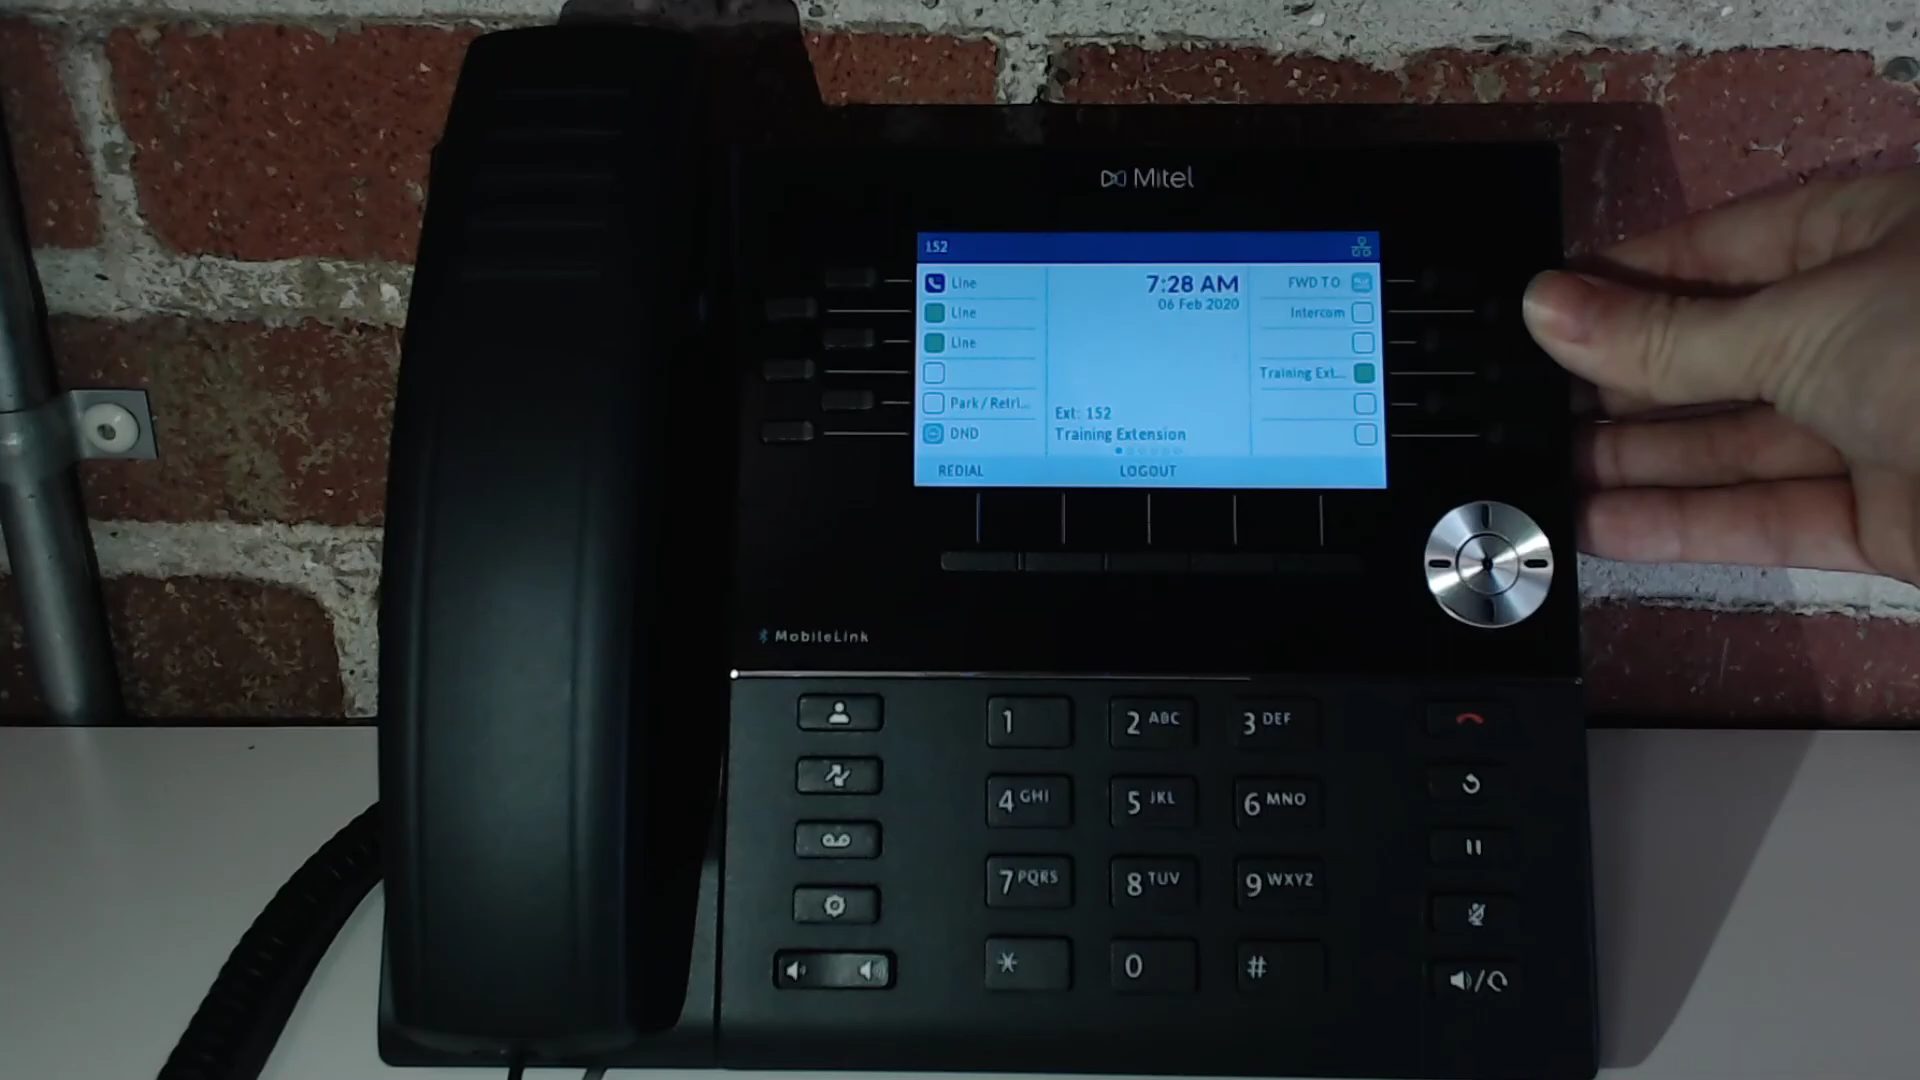 Mitel
152
Line
Line
Line
Park / Retri...
DND
7:28 AM
06 Feb 2020
Ext: 152
Training Extension
FWD TO
Intercom
Training Ext...
REDIAL
LOGOUT
MobileLink
1
2 ABC
3 DEF
4 GHI
5 JKL
6 MNO
7 PQRS
8 TUV
9 WXYZ
*
0
#